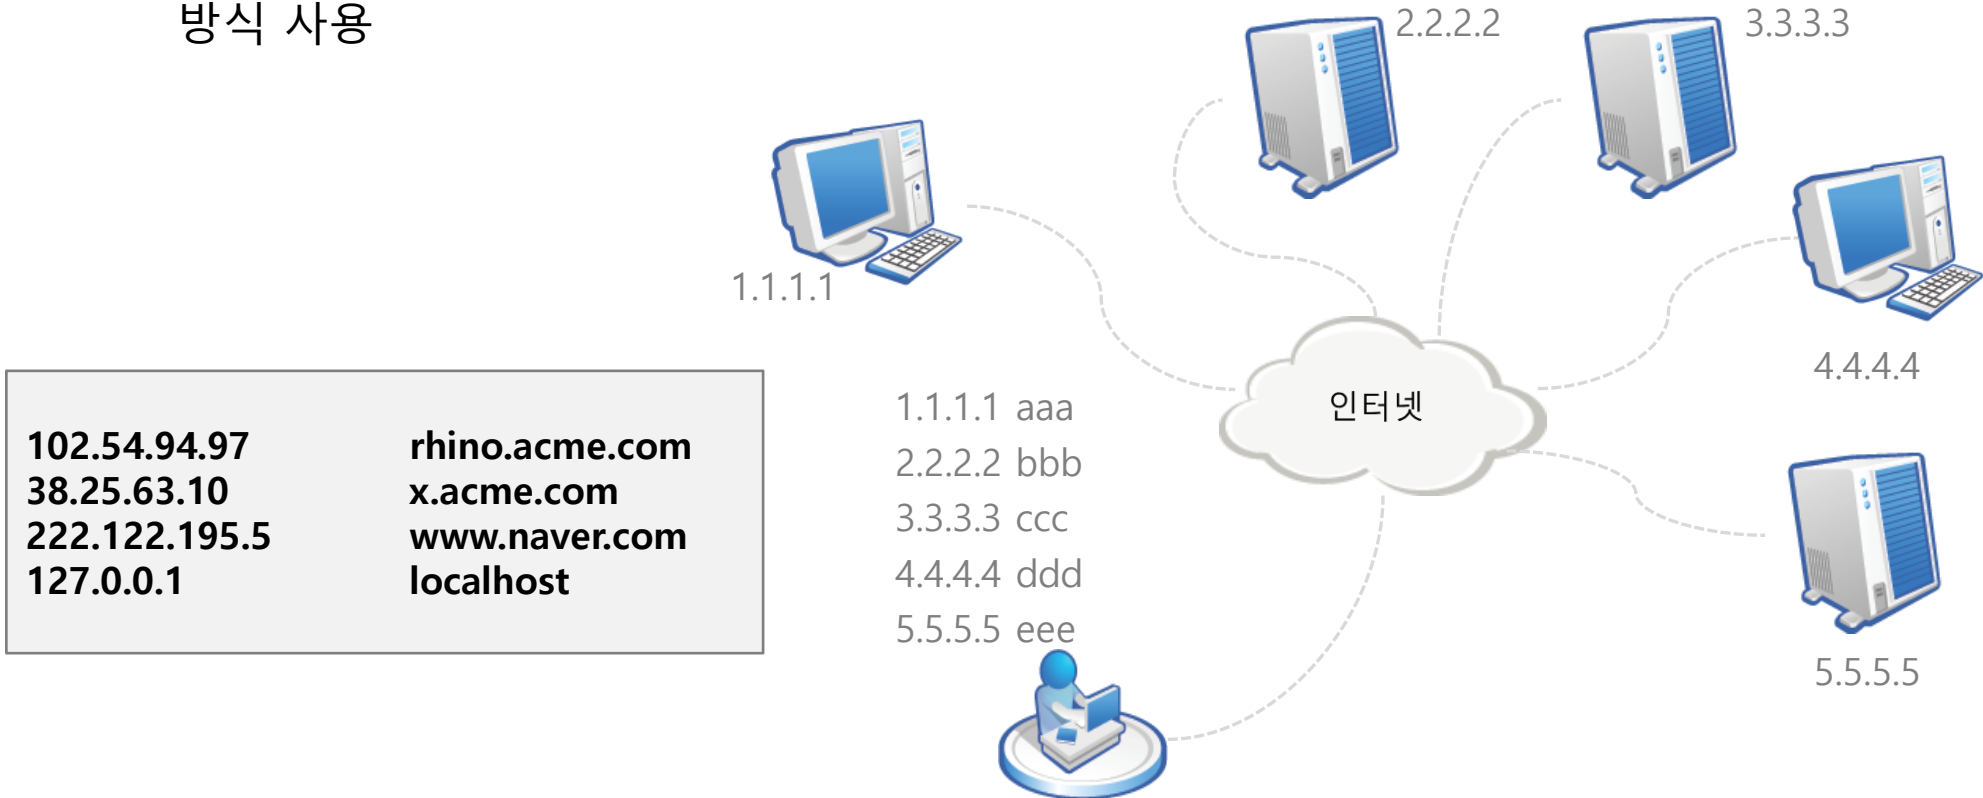 방식 사용
2.2.2.2
3.3.3.3
1.1.1.1
4.4.4.4
인터넷
102.54.94.97 rhino.acme.com
38.25.63.10 x.acme.com
222.122.195.5 www.naver.com
127.0.0.1 localhost
1.1.1.1 aaa
2.2.2.2 bbb
3.3.3.3 ccc
4.4.4.4 ddd
5.5.5.5 eee
5.5.5.5